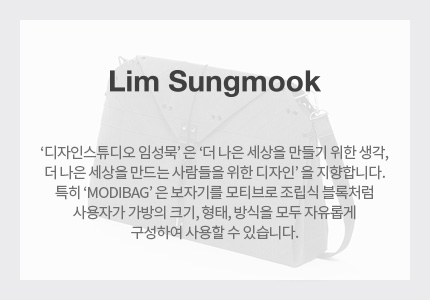 Lim Sungmook
‘디자인스튜디오 임성묵’ 은 ‘더 나은 세상을 만들기 위한 생각,
더 나은 세상을 만드는 사람들을 위한 디자인’ 을 지향합니다.
특히 ‘MODIBAG’ 은 보자기를 모티브로 조립식 블록처럼
사용자가 가방의 크기, 형태, 방식을 모두 자유롭게
구성하여 사용할 수 있습니다.